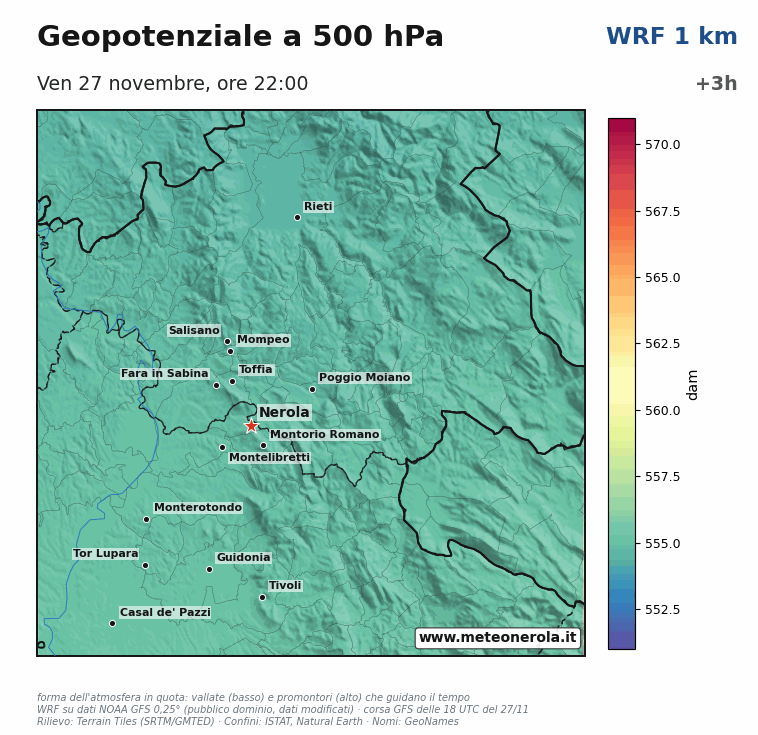 Geopotenziale a 500 hPa
WRF 1 km
Ven 27 novembre, ore 22:00
+3h
Rieti
Salisano
Mompeo
Toffia
Fara in Sabina
Poggio Moiano
Nerola
Montorio Romano
Montelibretti
Monterotondo
Tor Lupara
Guidonia
Tivoli
Casal de' Pazzi
www.meteonerola.it
570.0
567.5
565.0
562.5
560.0
557.5
555.0
552.5
dam
forma dell'atmosfera in quota: vallate (basso) e promontori (alto) che guidano il tempo
WRF su dati NOAA GFS 0,25° (pubblico dominio, dati modificati) · corsa GFS delle 18 UTC del 27/11
Rilievo: Terrain Tiles (SRTM/GMTED) · Confini: ISTAT, Natural Earth · Nomi: GeoNames